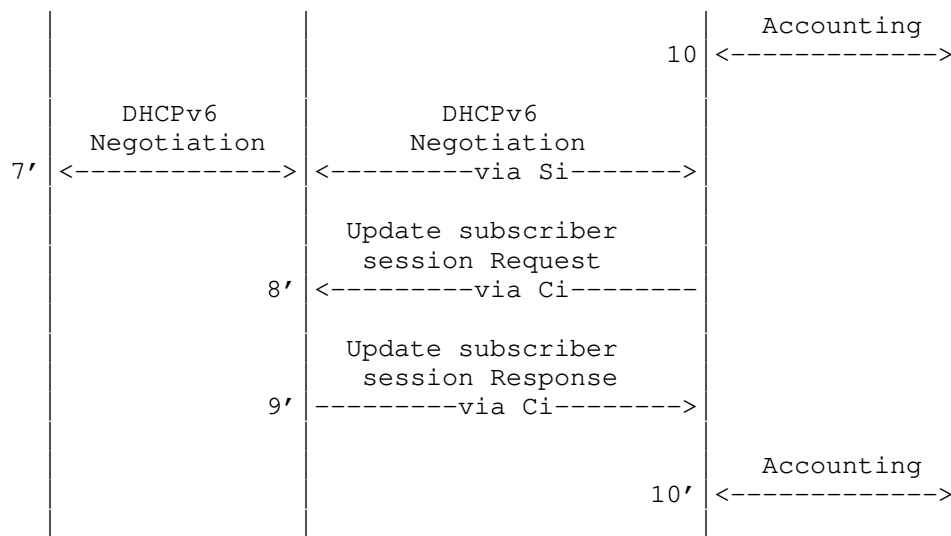 Accounting
10 |<------------->
DHCPv6 DHCPv6
Negotiation Negotiation
7' |<------------->|<---------via Si------->|
Update subscriber
session Request
8' |<---------via Ci--------
Update subscriber
session Response
9' |---------via Ci-------->|
Accounting
10' |<------------->